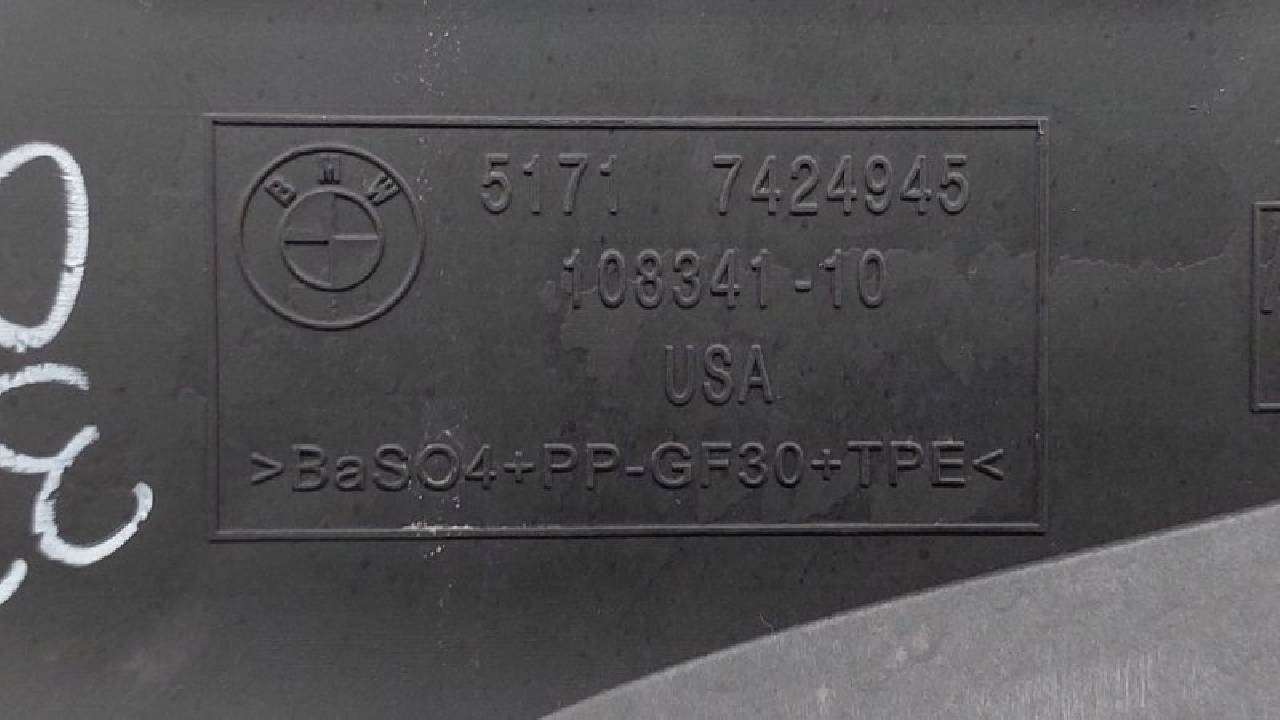 BMW
5171 7424945
108341-10
USA
>BaSO4+PP-GF30+TPE<